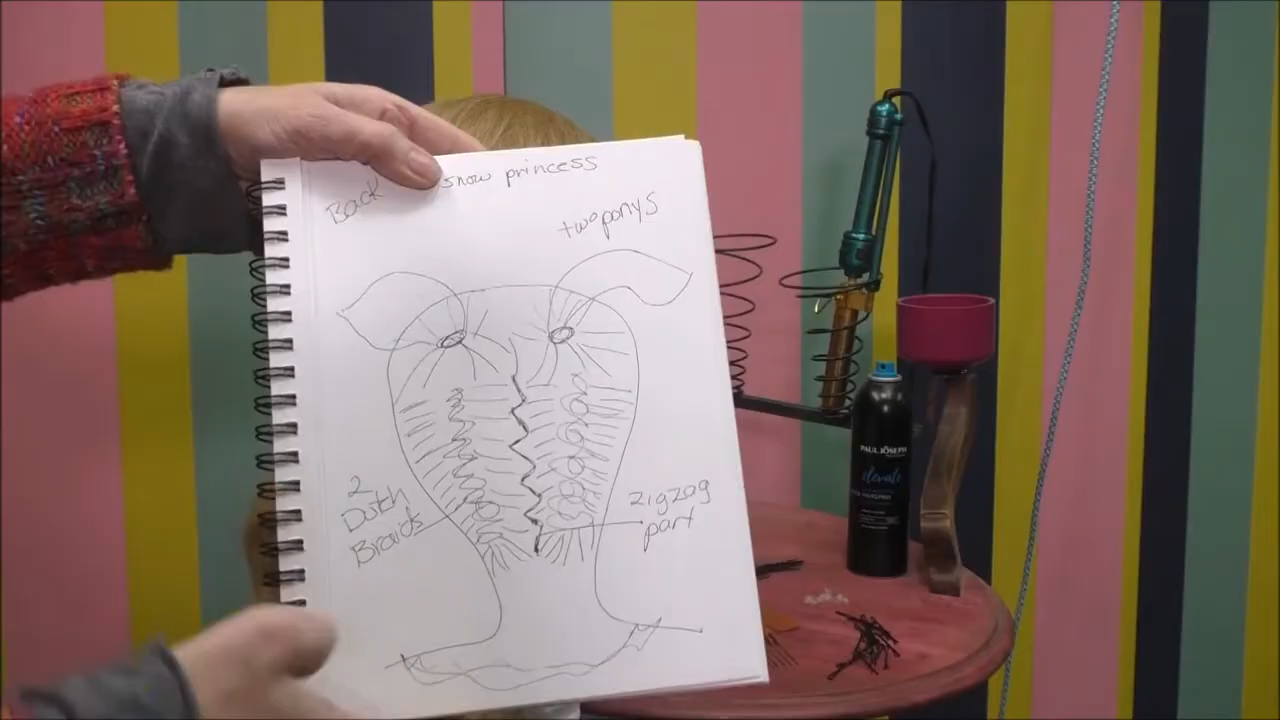 snow princess
Back
two ponys
2
Dutch
Braids
zigzag
part
PAUL JOSEPH
elevate